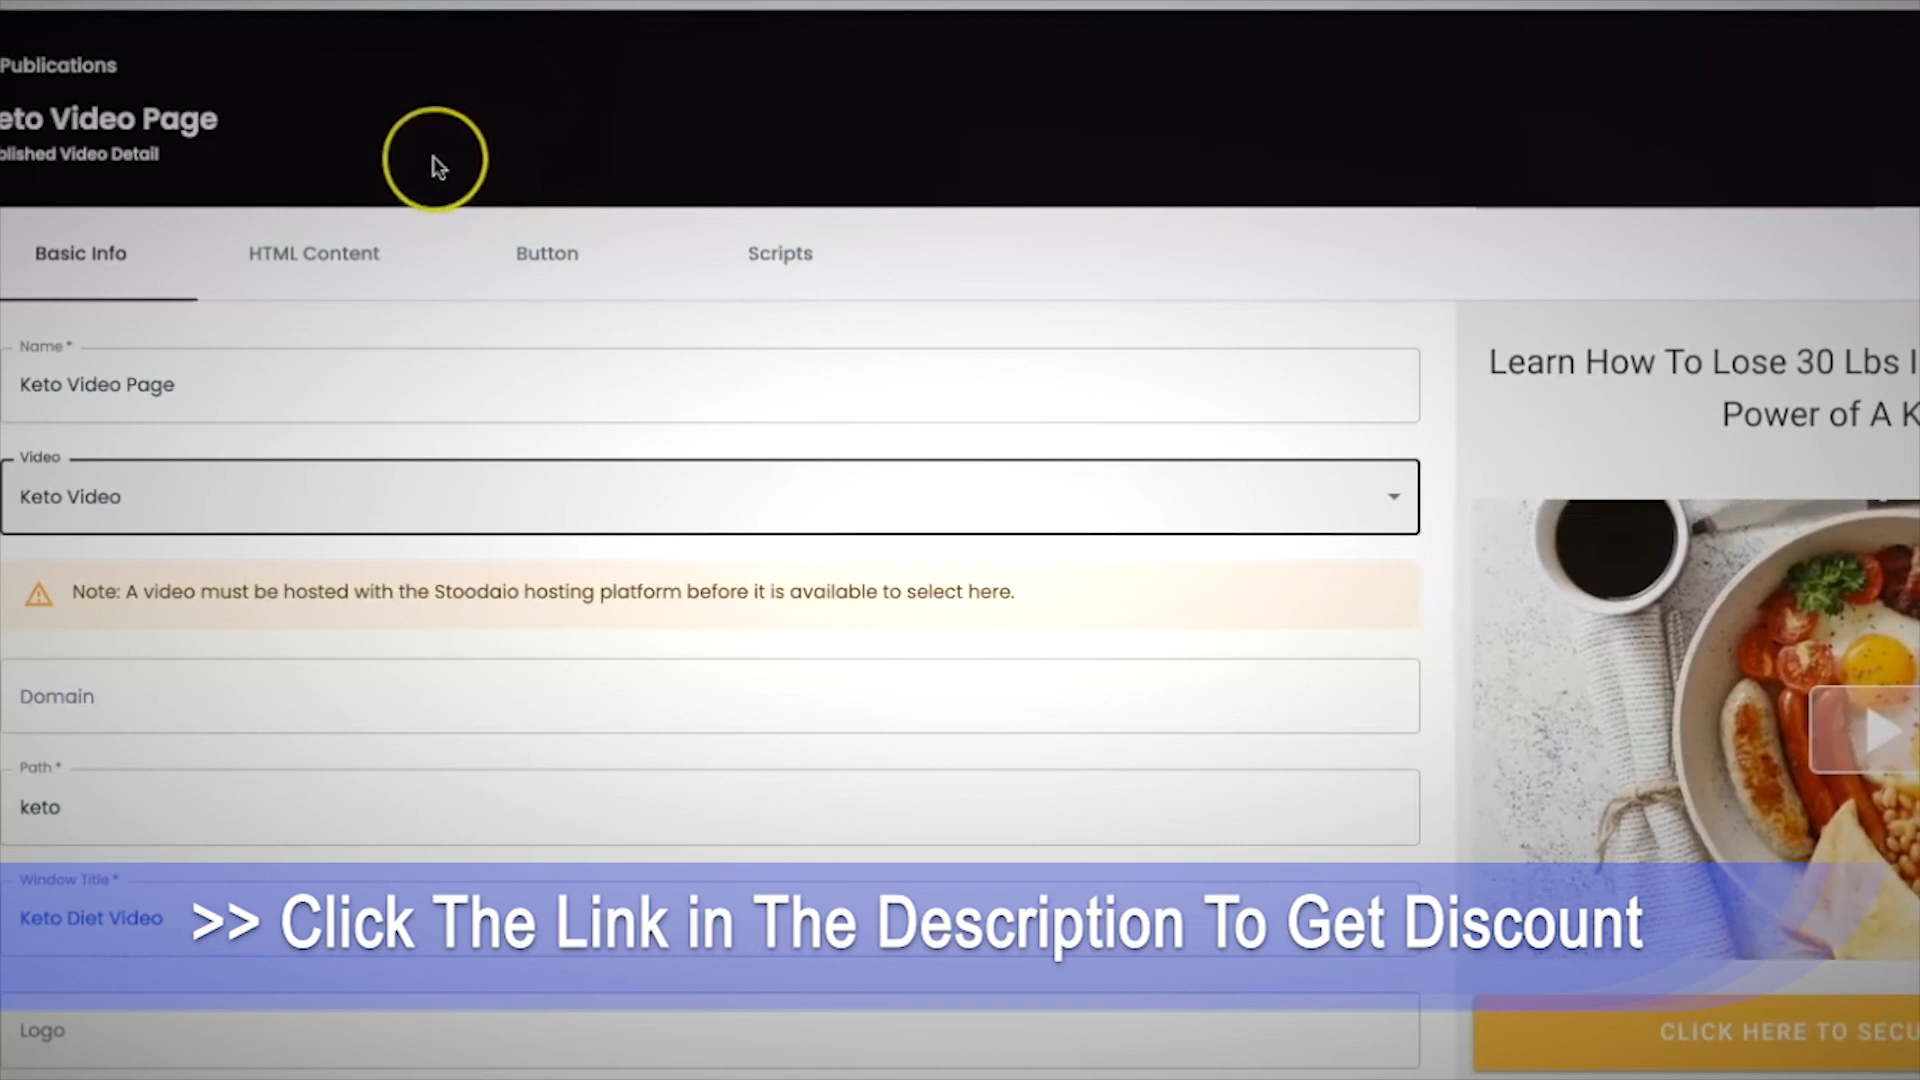 Publications
eto Video Page
blished Video Detail
Basic Info
HTML Content
Button
Scripts
Name *
Keto Video Page
Video
Keto Video
Note: A video must be hosted with the Stoodaio hosting platform before it is available to select here.
Domain
Path *
keto
Window Title *
Keto Diet Video
>> Click The Link in The Description To Get Discount
Logo
Learn How To Lose 30 Lbs I
Power of A K
CLICK HERE TO SECU